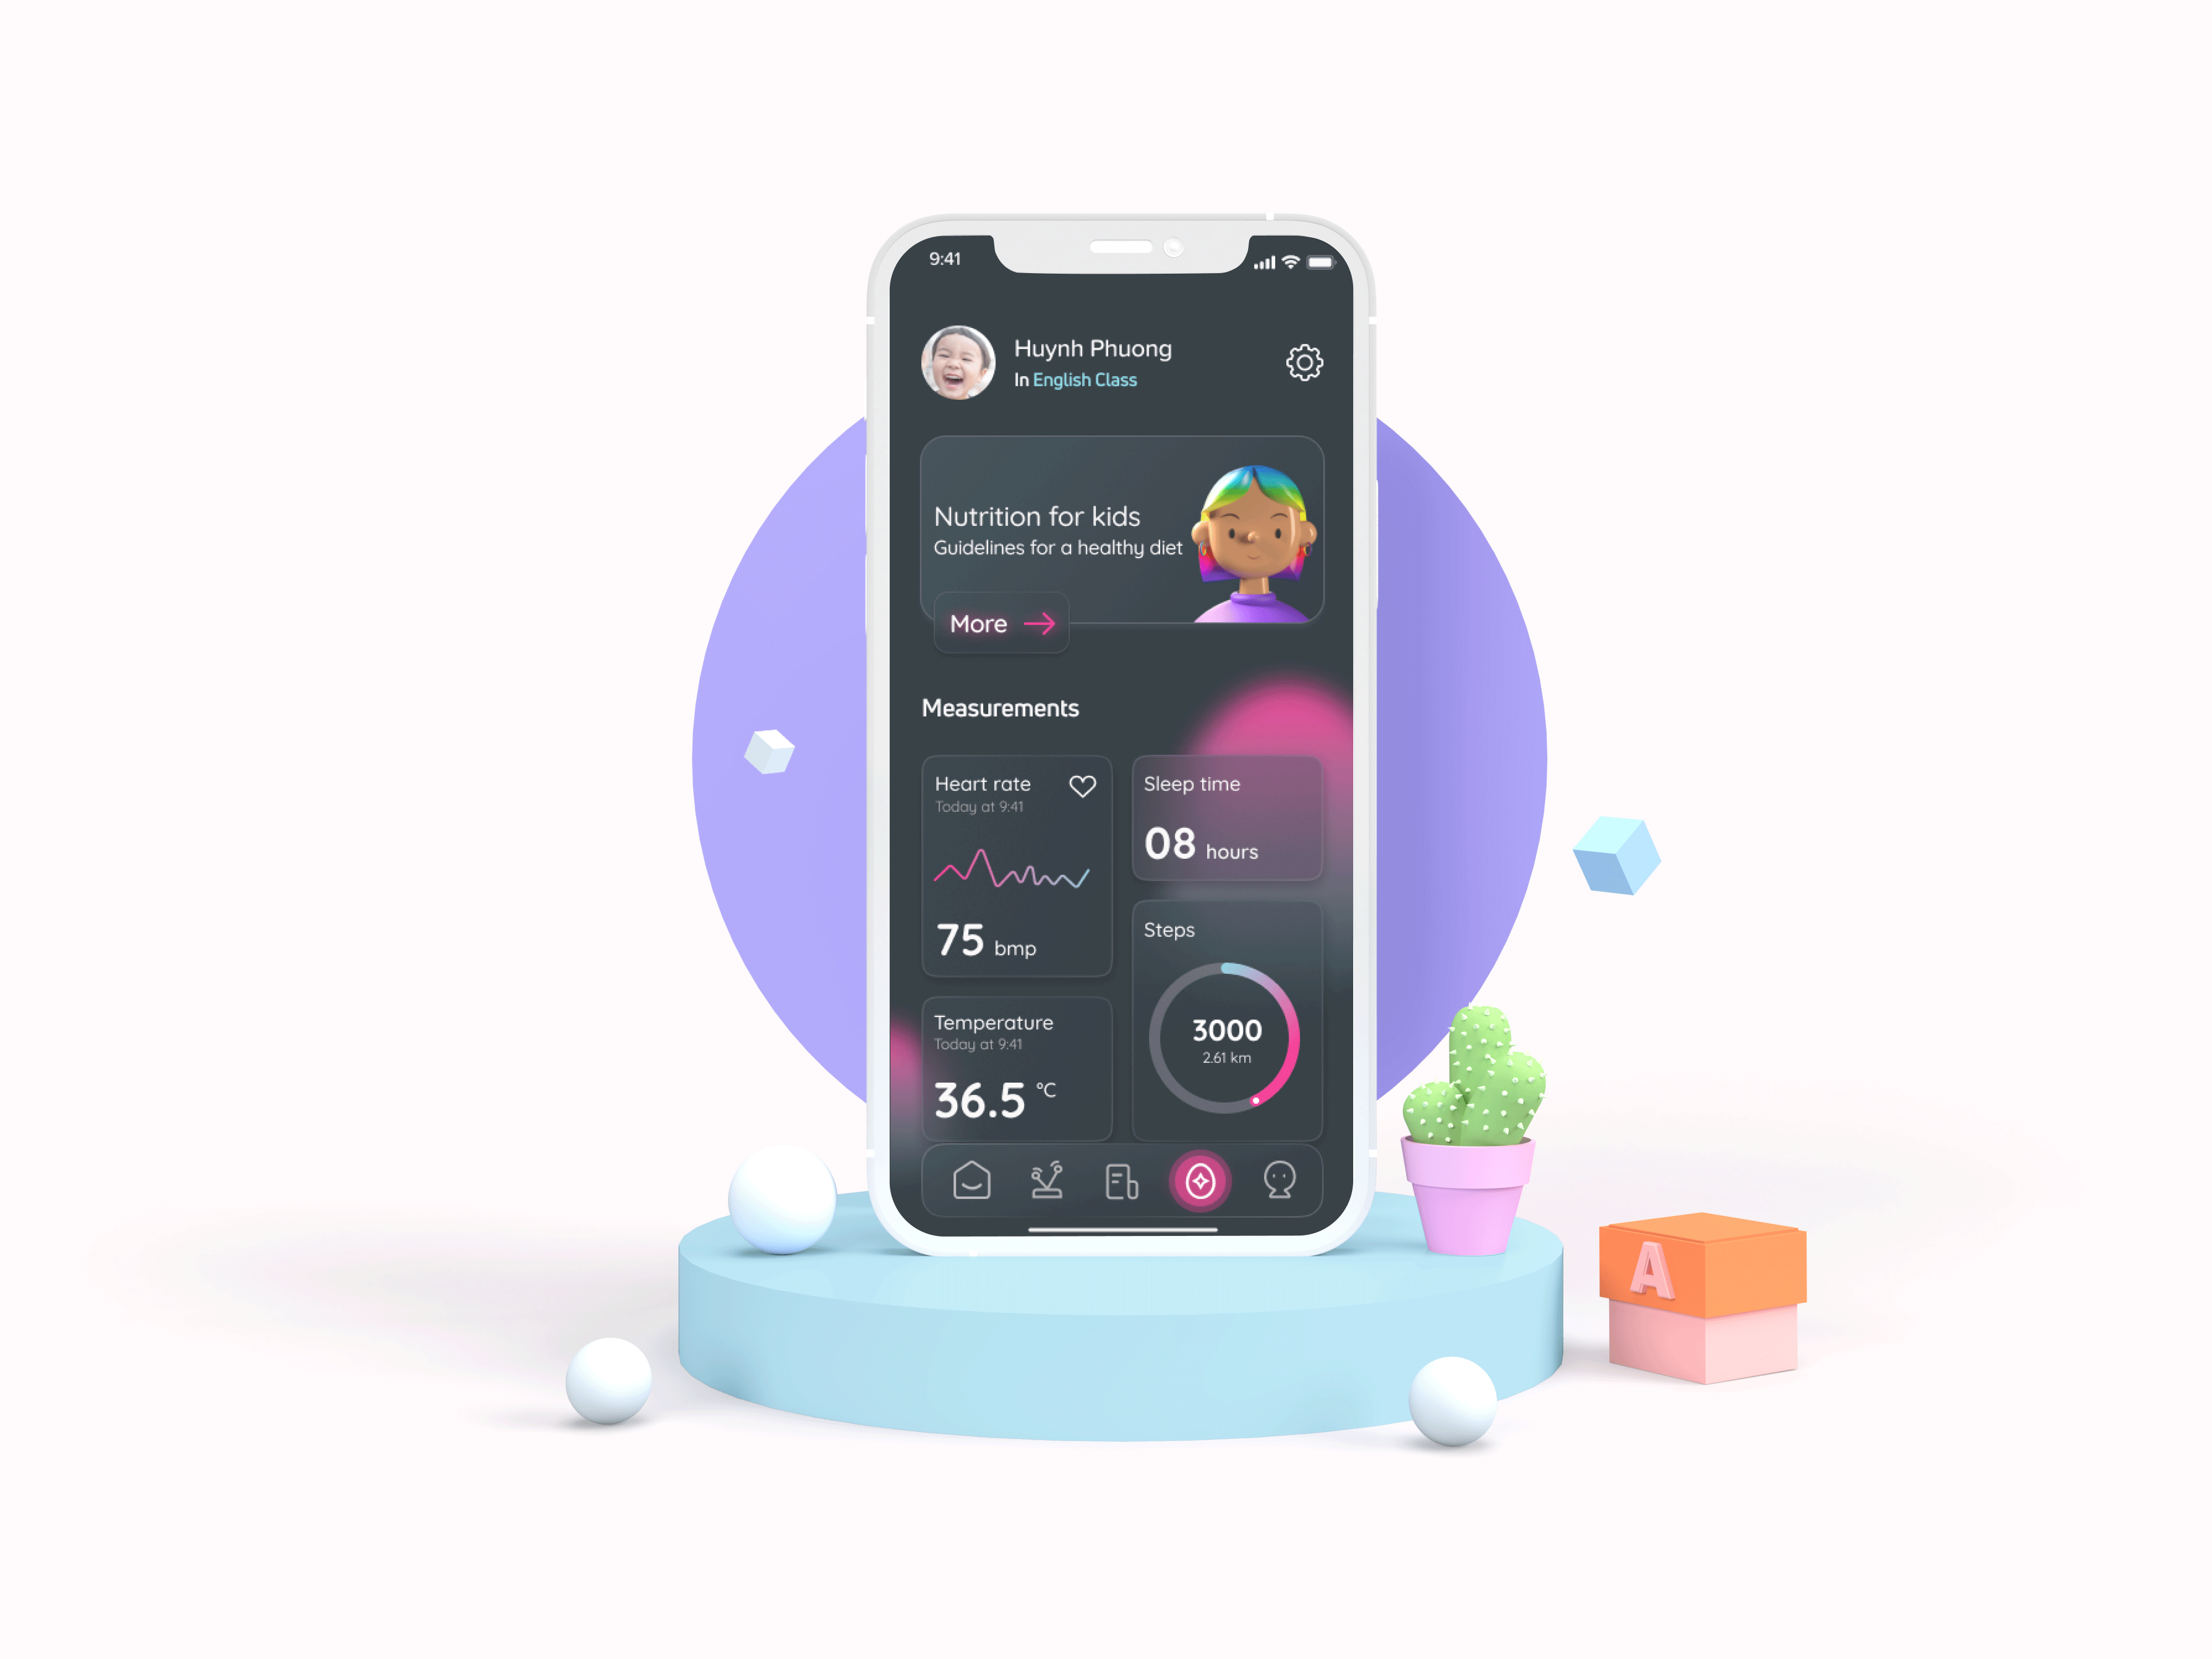 9:41
Huynh Phuong
In English Class
Nutrition for kids
Guidelines for a healthy diet
More
Measurements
Heart rate
Today at 9:41
75 bmp
Sleep time
08 hours
Steps
3000
2.61 km
Temperature
Today at 9:41
36.5 °C
A